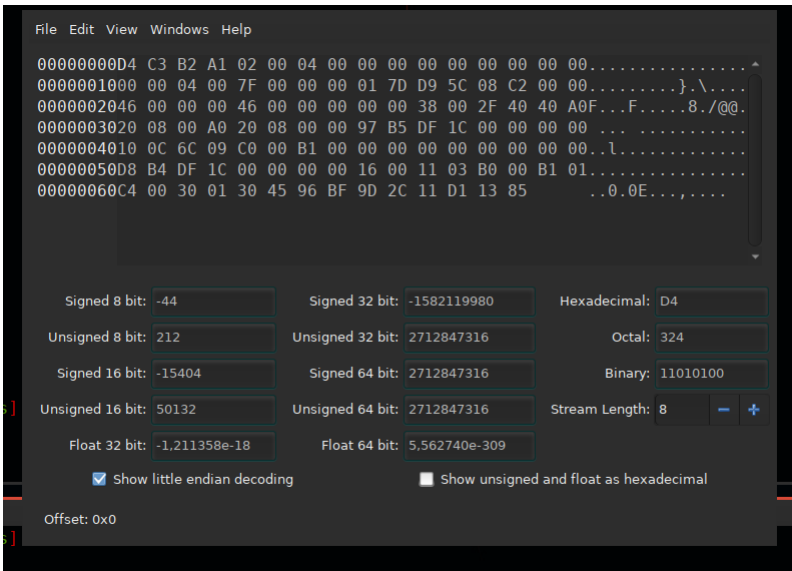 File Edit View Windows Help
00000000D4 C3 B2 A1 02 00 04 00 00 00 00 00 00 00 00 00................
0000001000 00 04 00 7F 00 00 00 01 7D D9 5C 08 C2 00 00.........}.\....
0000002046 00 00 00 46 00 00 00 00 00 38 00 2F 40 40 A0F...F.....8./@@.
0000003020 08 00 A0 20 08 00 00 97 B5 DF 1C 00 00 00 00 ... ...........
0000004010 0C 6C 09 C0 00 B1 00 00 00 00 00 00 00 00 00..l.............
00000050D8 B4 DF 1C 00 00 00 00 16 00 11 03 B0 00 B1 01................
00000060C4 00 30 01 30 45 96 BF 9D 2C 11 D1 13 85 ..0.0E...,....
Signed 8 bit: -44 Signed 32 bit: -1582119980 Hexadecimal: D4
Unsigned 8 bit: 212 Unsigned 32 bit: 2712847316 Octal: 324
Signed 16 bit: -15404 Signed 64 bit: 2712847316 Binary: 11010100
Unsigned 16 bit: 50132 Unsigned 64 bit: 2712847316 Stream Length: 8 − +
Float 32 bit: -1,211358e-18 Float 64 bit: 5,562740e-309
Show little endian decoding Show unsigned and float as hexadecimal
Offset: 0x0
s]
s]